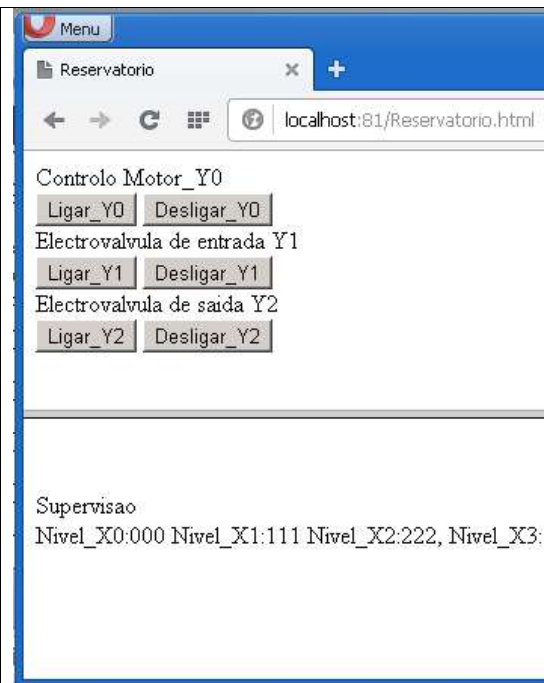 Menu
Reservatorio
localhost:81/Reservatorio.html
Controlo Motor_Y0
Ligar_Y0 Desligar_Y0
Electrovalvula de entrada Y1
Ligar_Y1 Desligar_Y1
Electrovalvula de saida Y2
Ligar_Y2 Desligar_Y2
Supervisao
Nivel_X0:000 Nivel_X1:111 Nivel_X2:222, Nivel_X3: